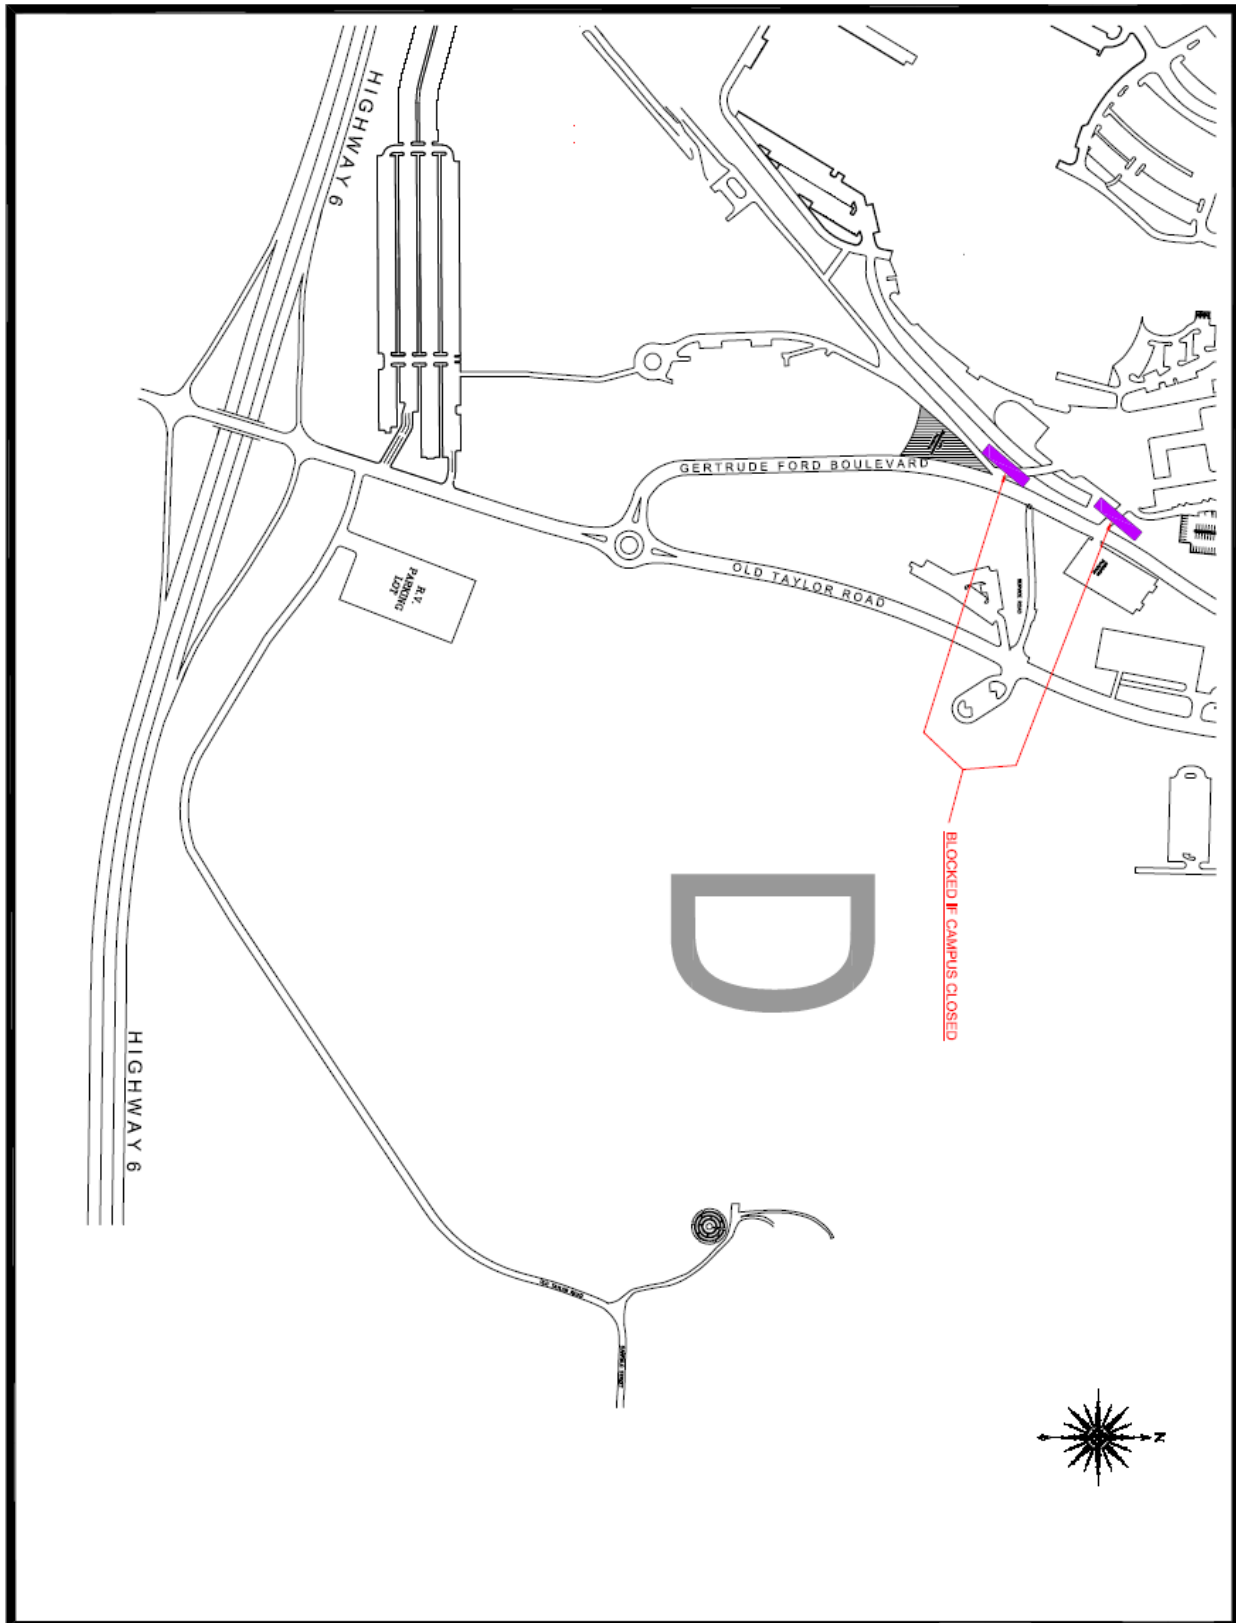 HIGHWAY 6
GERTRUDE FORD BOULEVARD
OLD TAYLOR ROAD
R.V.
PARKING
LOT
BLOCKED IF CAMPUS CLOSED
D
HIGHWAY 6
N